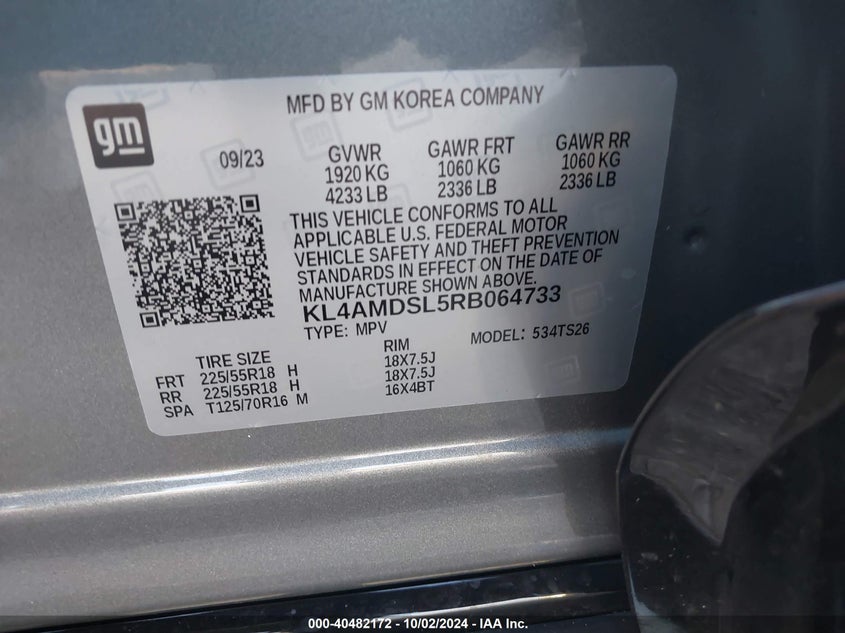 gm
MFD BY GM KOREA COMPANY
09/23
GVWR GAWR FRT GAWR RR
1920 KG 1060 KG 1060 KG
4233 LB 2336 LB 2336 LB
THIS VEHICLE CONFORMS TO ALL
APPLICABLE U.S. FEDERAL MOTOR
VEHICLE SAFETY AND THEFT PREVENTION
STANDARDS IN EFFECT ON THE DATE OF
MANUFACTURE SHOWN ABOVE.
KL4AMDSL5RB064733
TYPE: MPV MODEL: 534TS26
TIRE SIZE RIM
FRT 225/55R18 H 18X7.5J
RR 225/55R18 H 18X7.5J
SPA T125/70R16 M 16X4BT
000-40482172 - 10/02/2024 - IAA Inc.